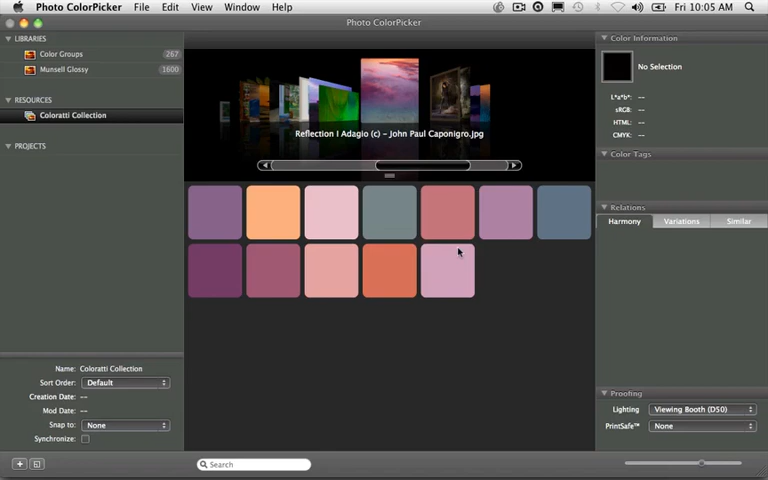 Photo ColorPicker File Edit View Window Help Fri 10:05 AM
Photo ColorPicker
LIBRARIES
Color Groups 267
Munsell Glossy 1600
RESOURCES
Coloratti Collection
PROJECTS
Reflection I Adagio (c) – John Paul Caponigro.jpg
Name: Coloratti Collection
Sort Order: Default
Creation Date: --
Mod Date: --
Snap to: None
Synchronize:
Search
Color Information
No Selection
L*a*b*: --
sRGB: --
HTML: --
CMYK: --
Color Tags
Relations
Harmony Variations Similar
Proofing
Lighting Viewing Booth (D50)
PrintSafe™ None